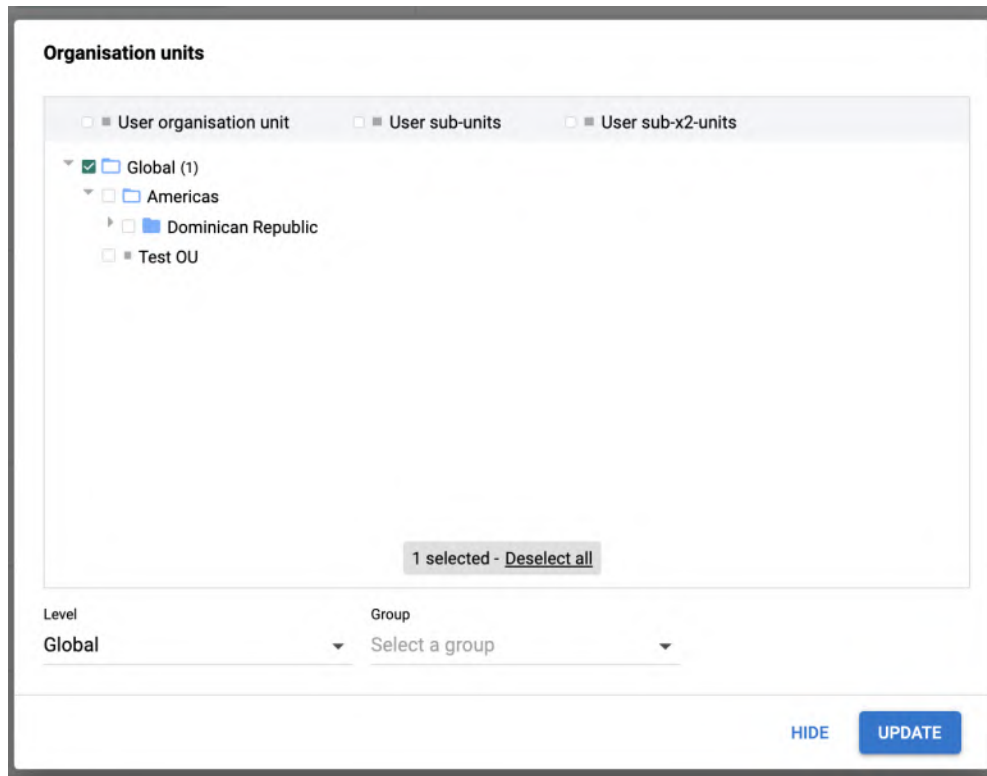 Organisation units
User organisation unit User sub-units User sub-x2-units
Global (1)
Americas
Dominican Republic
Test OU
1 selected - Deselect all
Level Group
Global Select a group
HIDE UPDATE